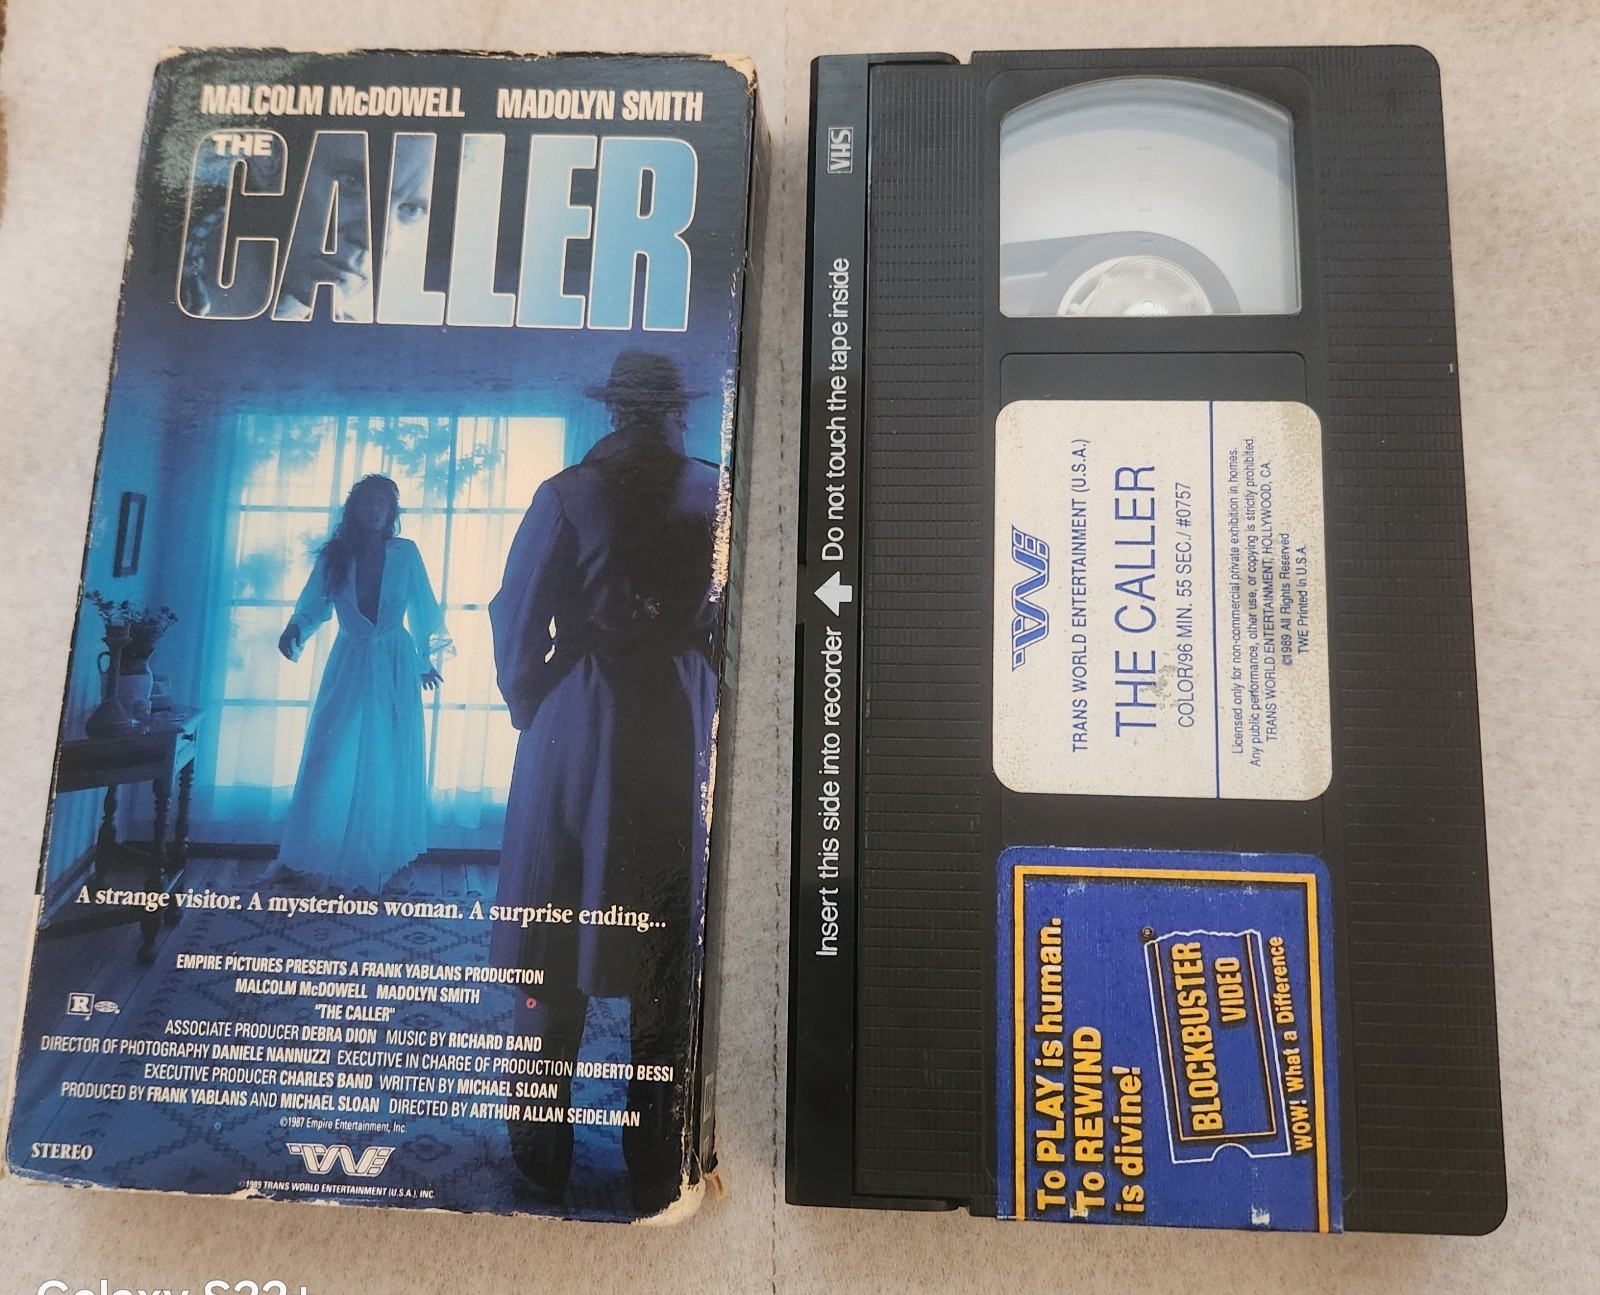 MALCOLM McDOWELL MADOLYN SMITH
THE
CALLER
A strange visitor. A mysterious woman. A surprise ending...
EMPIRE PICTURES PRESENTS A FRANK YABLANS PRODUCTION
MALCOLM McDOWELL MADOLYN SMITH
"THE CALLER"
ASSOCIATE PRODUCER DEBRA DION MUSIC BY RICHARD BAND
DIRECTOR OF PHOTOGRAPHY DANIELE NANNUZZI EXECUTIVE IN CHARGE OF PRODUCTION ROBERTO BESSI
EXECUTIVE PRODUCER CHARLES BAND WRITTEN BY MICHAEL SLOAN
PRODUCED BY FRANK YABLANS AND MICHAEL SLOAN DIRECTED BY ARTHUR ALLAN SEIDELMAN
©1987 Empire Entertainment, Inc.
R
STEREO
TWE
1989 TRANS WORLD ENTERTAINMENT (U.S.A.), INC.
VHS
Insert this side into recorder Do not touch the tape inside
TWE
TRANS WORLD ENTERTAINMENT (U.S.A.)
THE CALLER
COLOR/96 MIN. 55 SEC./ #0757
Licensed only for non-commercial private exhibition in homes.
Any public performance, other use, or copying is strictly prohibited.
TRANS WORLD ENTERTAINMENT, HOLLYWOOD, CA.
©1989 All Rights Reserved
TWE Printed in U.S.A.
To PLAY is human.
To REWIND
is divine!
BLOCKBUSTER
VIDEO
®
WOW! What a Difference
Galaxy S22+